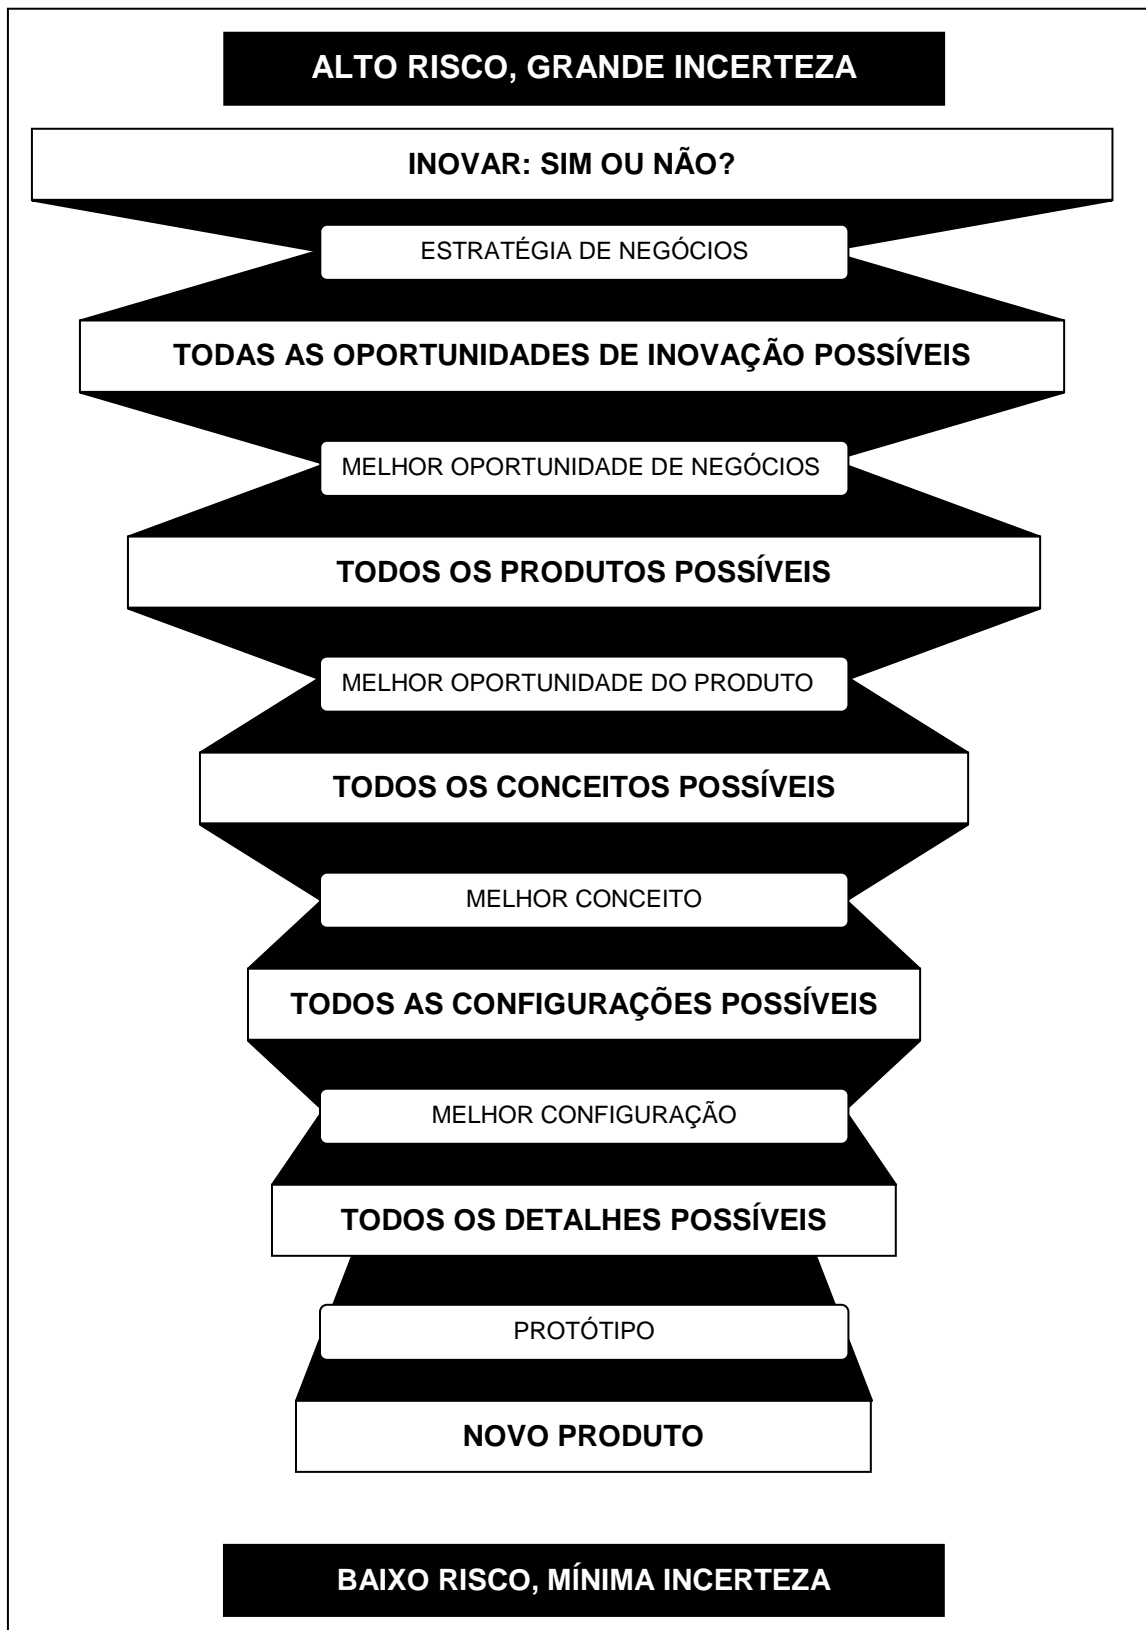 ALTO RISCO, GRANDE INCERTEZA
INOVAR: SIM OU NÃO?
ESTRATÉGIA DE NEGÓCIOS
TODAS AS OPORTUNIDADES DE INOVAÇÃO POSSÍVEIS
MELHOR OPORTUNIDADE DE NEGÓCIOS
TODOS OS PRODUTOS POSSÍVEIS
MELHOR OPORTUNIDADE DO PRODUTO
TODOS OS CONCEITOS POSSÍVEIS
MELHOR CONCEITO
TODOS AS CONFIGURAÇÕES POSSÍVEIS
MELHOR CONFIGURAÇÃO
TODOS OS DETALHES POSSÍVEIS
PROTÓTIPO
NOVO PRODUTO
BAIXO RISCO, MÍNIMA INCERTEZA